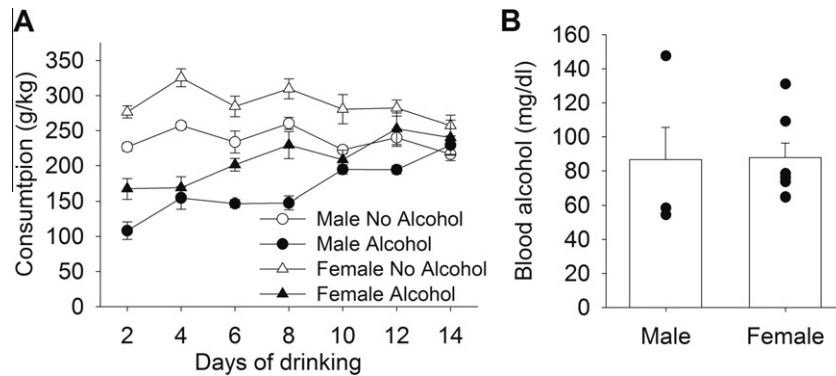 A
Consumtpion (g/kg)
350
300
250
200
150
100
50
0
2 4 6 8 10 12 14
Days of drinking
Male No Alcohol
Male Alcohol
Female No Alcohol
Female Alcohol
B
Blood alcohol (mg/dl)
160
140
120
100
80
60
40
20
0
Male Female